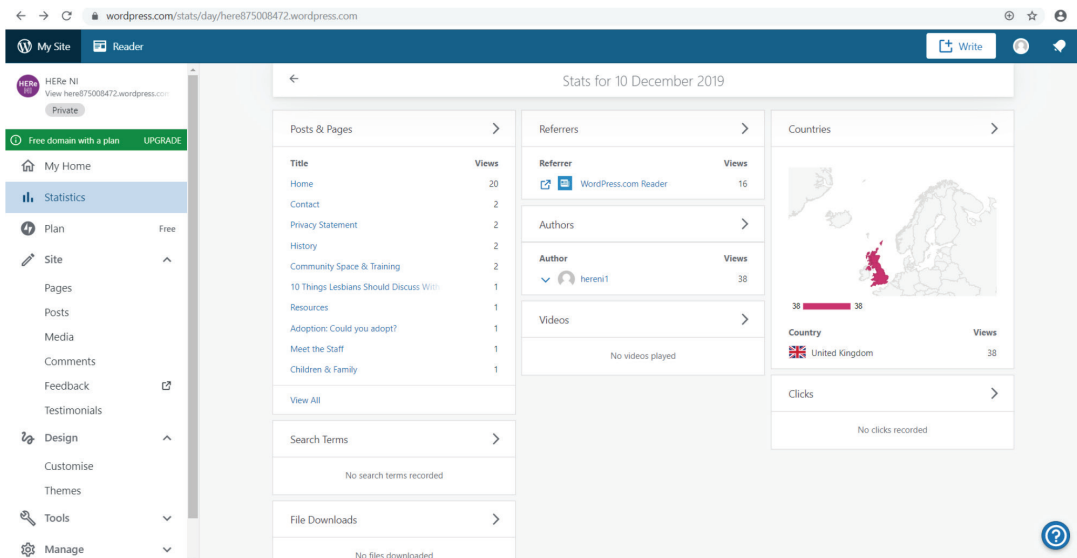 wordpress.com/stats/day/here875008472.wordpress.com
My Site
Reader
Write
HERe NI
HERe NI
View here875008472.wordpress.con
Private
Free domain with a plan UPGRADE
My Home
Statistics
Plan Free
Site
Pages
Posts
Media
Comments
Feedback
Testimonials
Design
Customise
Themes
Tools
Manage
Stats for 10 December 2019
Posts & Pages
Title Views
Home 20
Contact 2
Privacy Statement 2
History 2
Community Space & Training 2
10 Things Lesbians Should Discuss With 1
Resources 1
Adoption: Could you adopt? 1
Meet the Staff 1
Children & Family 1
View All
Search Terms
No search terms recorded
File Downloads
No files downloaded
Referrers
Referrer Views
WordPress.com Reader 16
Authors
Author Views
hereni1 38
Videos
No videos played
Countries
38 38
Country Views
United Kingdom 38
Clicks
No clicks recorded